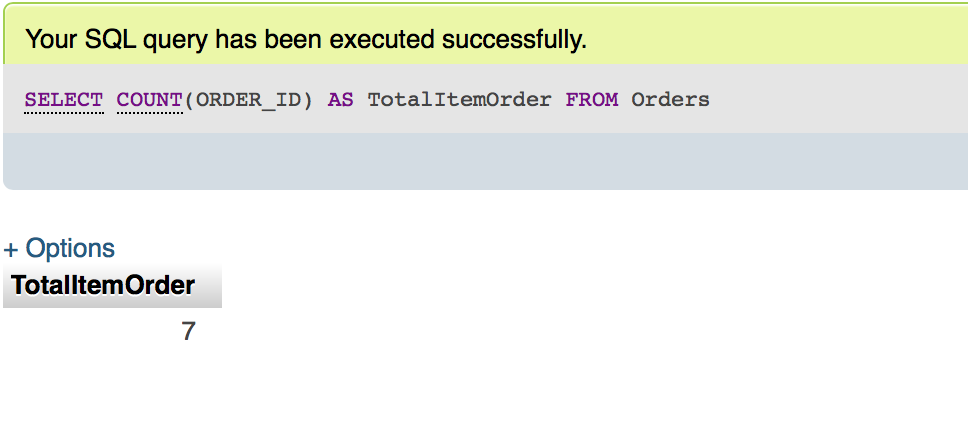 Your SQL query has been executed successfully.
SELECT COUNT(ORDER_ID) AS TotalItemOrder FROM Orders
+ Options
TotalItemOrder
7